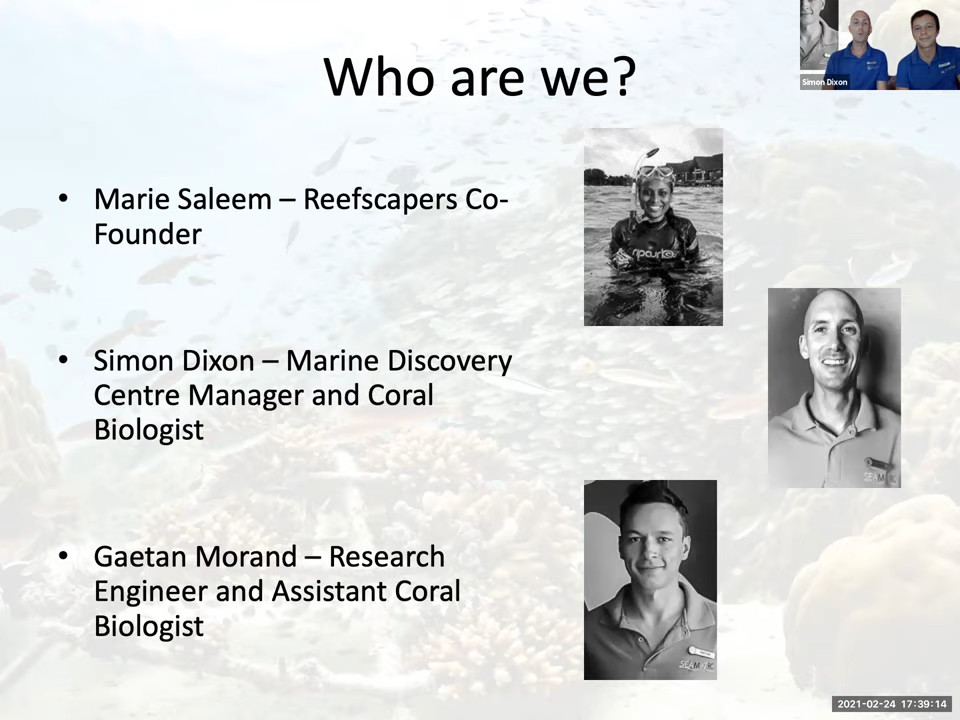 Who are we?
Simon Dixon
• Marie Saleem – Reefscapers Co-
Founder
ripcurl
• Simon Dixon – Marine Discovery
Centre Manager and Coral
Biologist
• Gaetan Morand – Research
Engineer and Assistant Coral
Biologist
2021-02-24 17:39:14